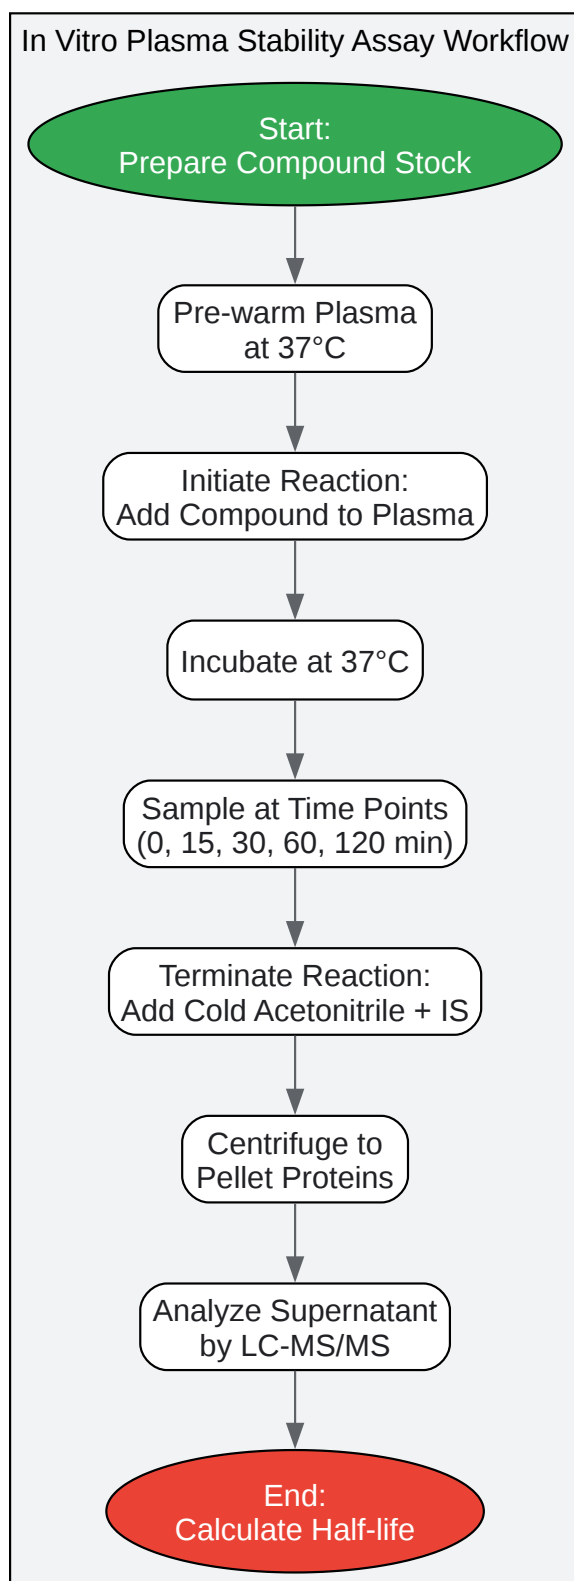 In Vitro Plasma Stability Assay Workflow
Start:
Prepare Compound Stock
Pre-warm Plasma
at 37°C
Initiate Reaction:
Add Compound to Plasma
Incubate at 37°C
Sample at Time Points
(0, 15, 30, 60, 120 min)
Terminate Reaction:
Add Cold Acetonitrile + IS
Centrifuge to
Pellet Proteins
Analyze Supernatant
by LC-MS/MS
End:
Calculate Half-life